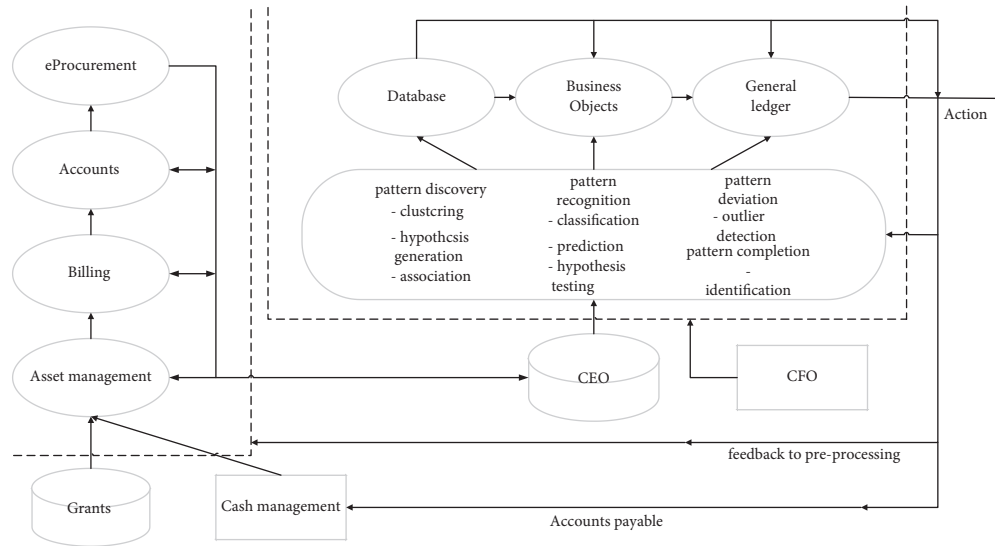 eProcurement
Accounts
Billing
Asset management
Grants
Cash management
Database
Business
Objects
General
ledger
Action
pattern discovery
- clustcring
- hypothcsis
generation
- association
pattern
recognition
- classification
- prediction
- hypothesis
testing
pattern
deviation
- outlier
detection
pattern completion
-
identification
CEO
CFO
feedback to pre-processing
Accounts payable